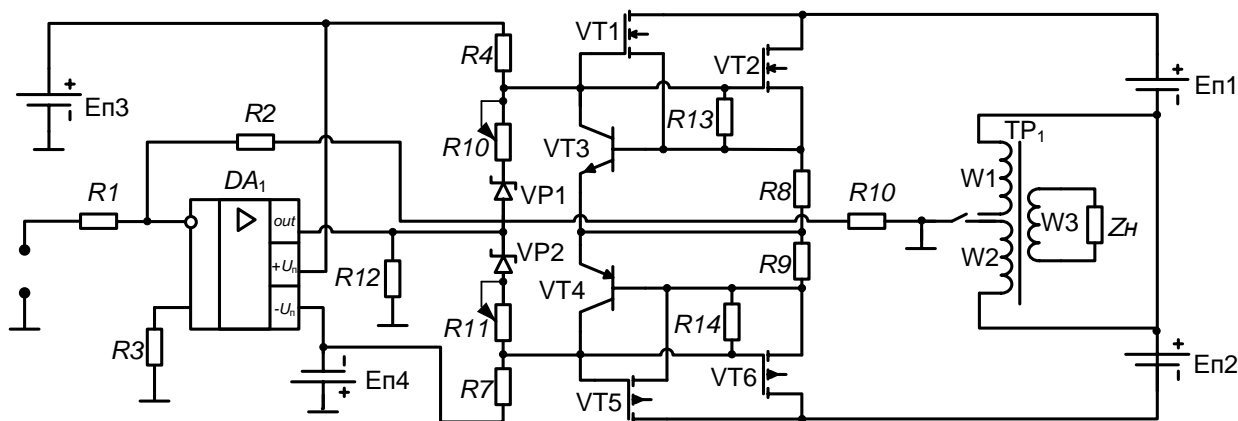 VT1
R4
VT2
+
Eп3
I
+
Eп1
I
R2
R13
R10
VT3
TP1
R1
DA1
VP1
R8
R10
W1
out
W3
Zн
+Uп
VP2
R9
W2
R12
VT4
-Uп
R11
R14
R3
I
Eп4
+
R7
VT6
+
Eп2
I
VT5